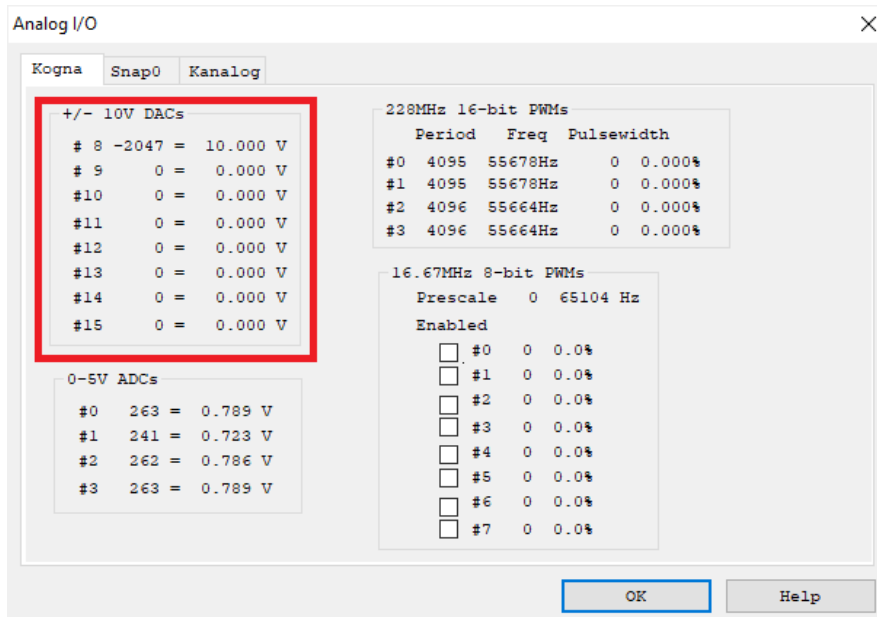 Analog I/O
Kogna Snap0 Kanalog
+/- 10V DACs
# 8 -2047 = 10.000 V
# 9 0 = 0.000 V
#10 0 = 0.000 V
#11 0 = 0.000 V
#12 0 = 0.000 V
#13 0 = 0.000 V
#14 0 = 0.000 V
#15 0 = 0.000 V
0-5V ADCs
#0 263 = 0.789 V
#1 241 = 0.723 V
#2 262 = 0.786 V
#3 263 = 0.789 V
228MHz 16-bit PWMs
Period Freq Pulsewidth
#0 4095 55678Hz 0 0.000%
#1 4095 55678Hz 0 0.000%
#2 4096 55664Hz 0 0.000%
#3 4096 55664Hz 0 0.000%
16.67MHz 8-bit PWMs
Prescale 0 65104 Hz
Enabled
#0 0 0.0%
#1 0 0.0%
#2 0 0.0%
#3 0 0.0%
#4 0 0.0%
#5 0 0.0%
#6 0 0.0%
#7 0 0.0%
OK Help